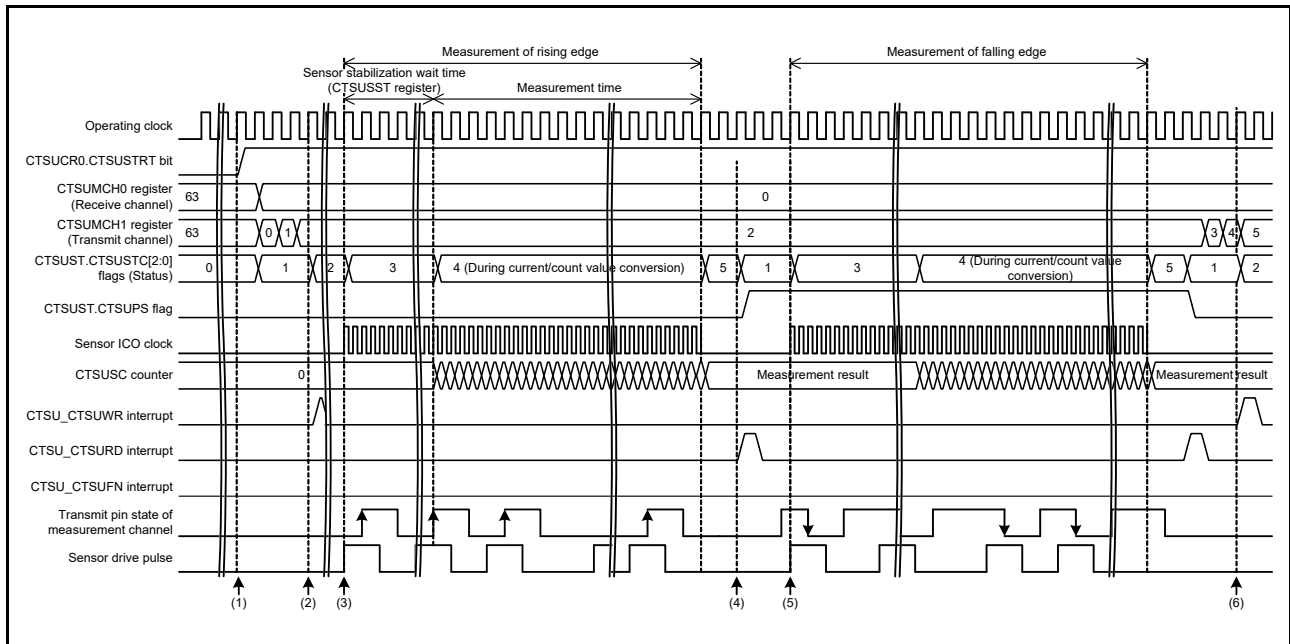 Measurement of rising edge
Measurement of falling edge
Sensor stabilization wait time
(CTSUSST register)
Measurement time
Operating clock
CTSUCR0.CTSUSTRT bit
CTSUMCH0 register
(Receive channel)
63
0
CTSUMCH1 register
(Transmit channel)
63
0
1
2
3
4
5
CTSUST.CTSUSTC[2:0]
flags (Status)
0
1
2
3
4 (During current/count value conversion)
5
1
3
4 (During current/count value
conversion)
5
1
2
CTSUST.CTSUPS flag
Sensor ICO clock
CTSUSC counter
0
Measurement result
Measurement result
CTSU_CTSUWR interrupt
CTSU_CTSURD interrupt
CTSU_CTSUFN interrupt
Transmit pin state of
measurement channel
Sensor drive pulse
(1)
(2)
(3)
(4)
(5)
(6)